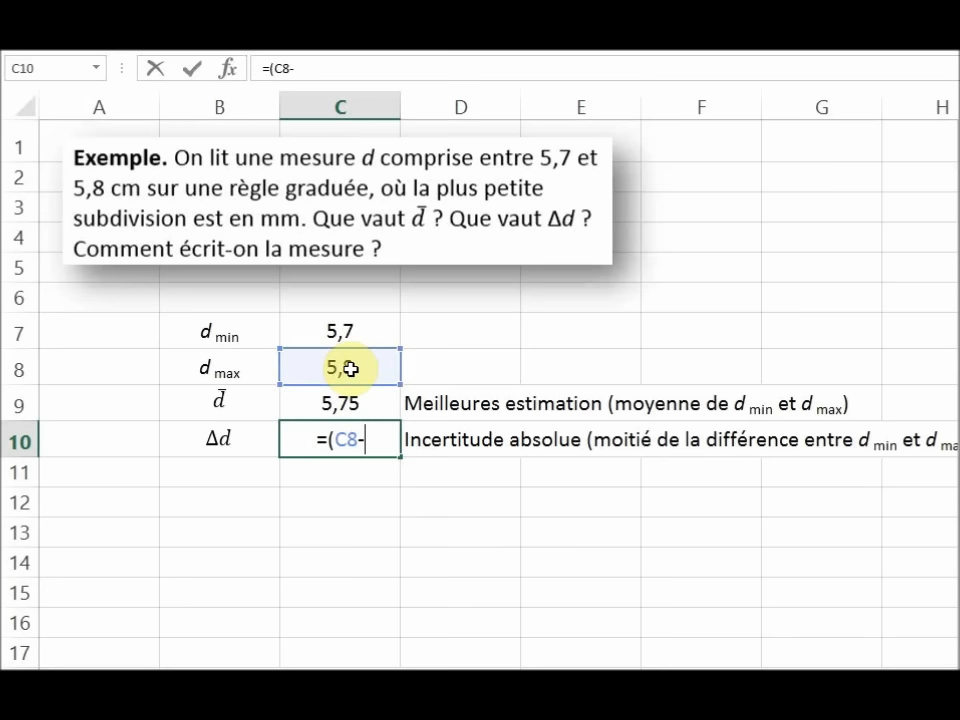 C10 fx =(C8-
A B C D E F G H
1
Exemple. On lit une mesure d comprise entre 5,7 et
2
5,8 cm sur une règle graduée, où la plus petite
3
subdivision est en mm. Que vaut d̄ ? Que vaut Δd ?
4
Comment écrit-on la mesure ?
5
6
7 d min 5,7
8 d max 5,
9 d̄ 5,75 Meilleures estimation (moyenne de d min et d max)
10 Δd =(C8- Incertitude absolue (moitié de la différence entre d min et d ma
11
12
13
14
15
16
17